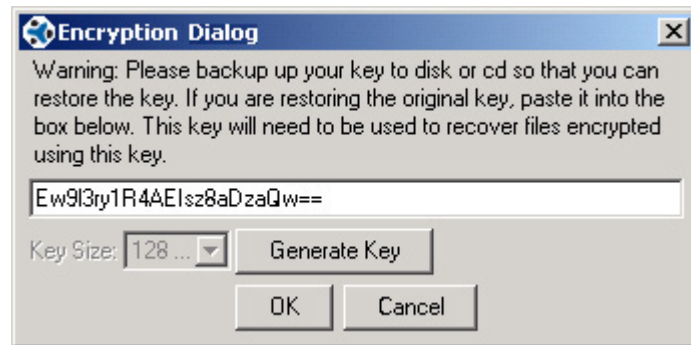 Encryption Dialog
Warning: Please backup up your key to disk or cd so that you can
restore the key. If you are restoring the original key, paste it into the
box below. This key will need to be used to recover files encrypted
using this key.
Ew9l3ry1R4AEIsz8aDzaQw==
Key Size: 128 ... Generate Key
OK Cancel